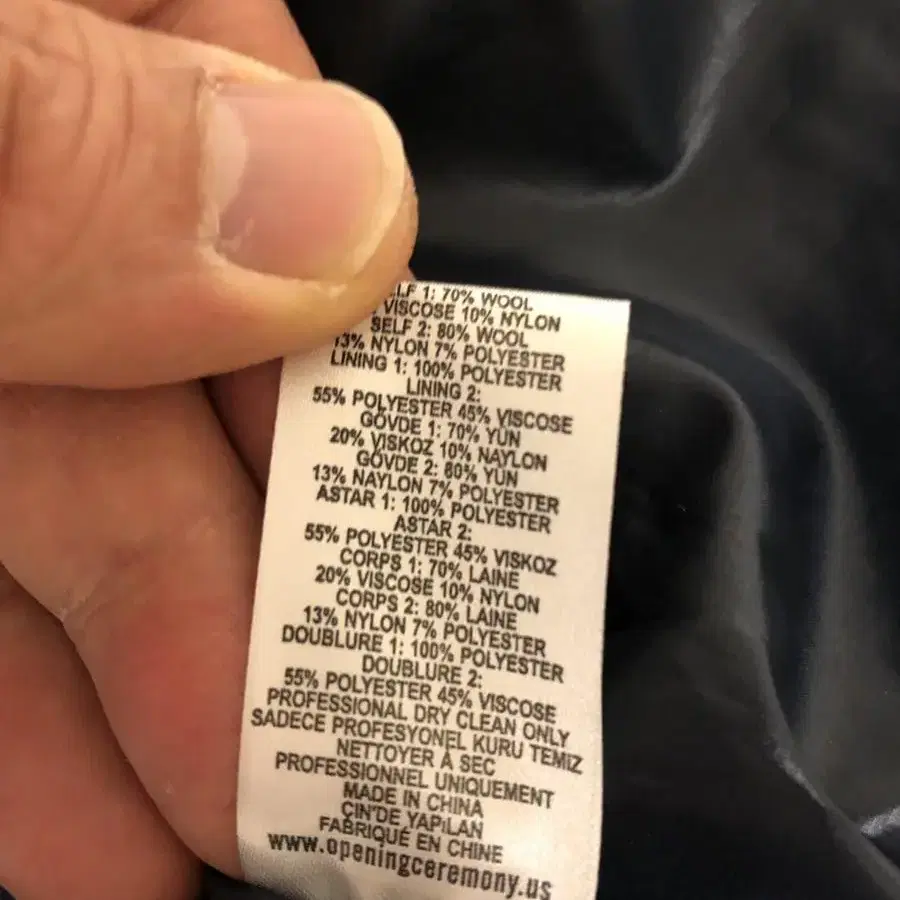 LF 1: 70% WOOL
VISCOSE 10% NYLON
SELF 2: 80% WOOL
13% NYLON 7% POLYESTER
LINING 1: 100% POLYESTER
LINING 2:
55% POLYESTER 45% VISCOSE
GÖVDE 1: 70% YÜN
20% VISKOZ 10% NAYLON
GÖVDE 2: 80% YÜN
13% NAYLON 7% POLYESTER
ASTAR 1: 100% POLYESTER
ASTAR 2:
55% POLYESTER 45% VISKOZ
CORPS 1: 70% LAINE
20% VISCOSE 10% NYLON
CORPS 2: 80% LAINE
13% NYLON 7% POLYESTER
DOUBLURE 1: 100% POLYESTER
DOUBLURE 2:
55% POLYESTER 45% VISCOSE
PROFESSIONAL DRY CLEAN ONLY
SADECE PROFESYONEL KURU TEMIZ
NETTOYER À SEC
PROFESSIONNEL UNIQUEMENT
MADE IN CHINA
ÇIN'DE YAPıLAN
FABRIQUÉ EN CHINE
www.openingceremony.us